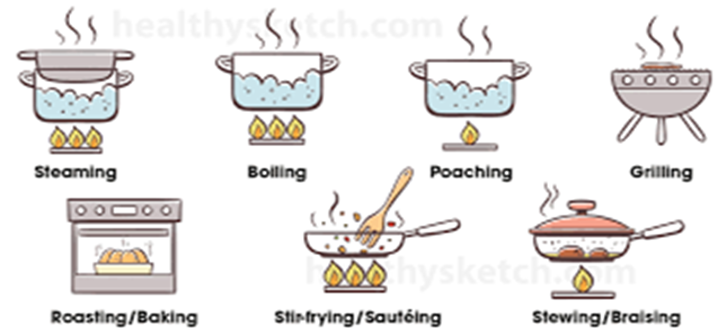 healthysketch.com
Steaming
Boiling
Poaching
Grilling
healthysketch.com
Roasting/Baking
Stir-frying/Sautéing
Stewing/Braising